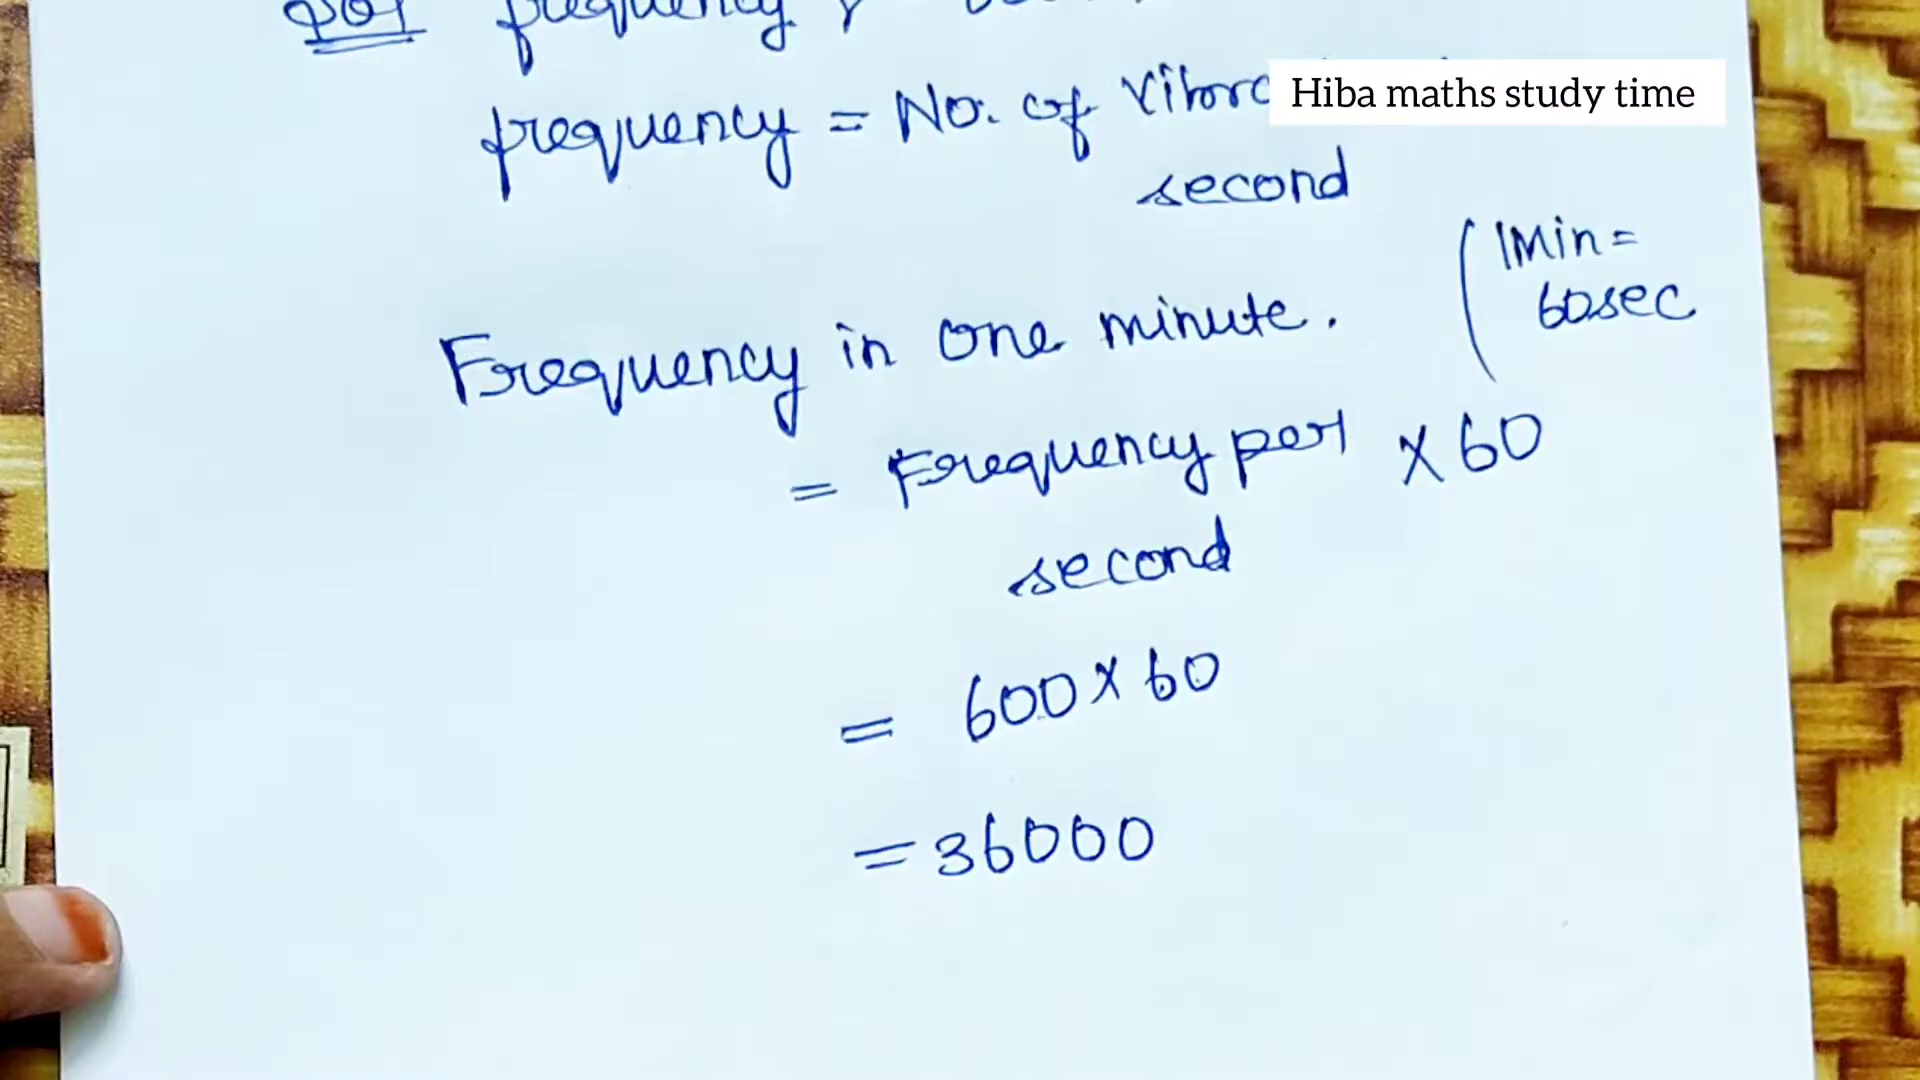 frequency
frequency = No. of
Hiba maths study time
second
(1Min =
60sec
Frequency in one minute.
= Frequency per × 60
second
= 600 × 60
= 36000